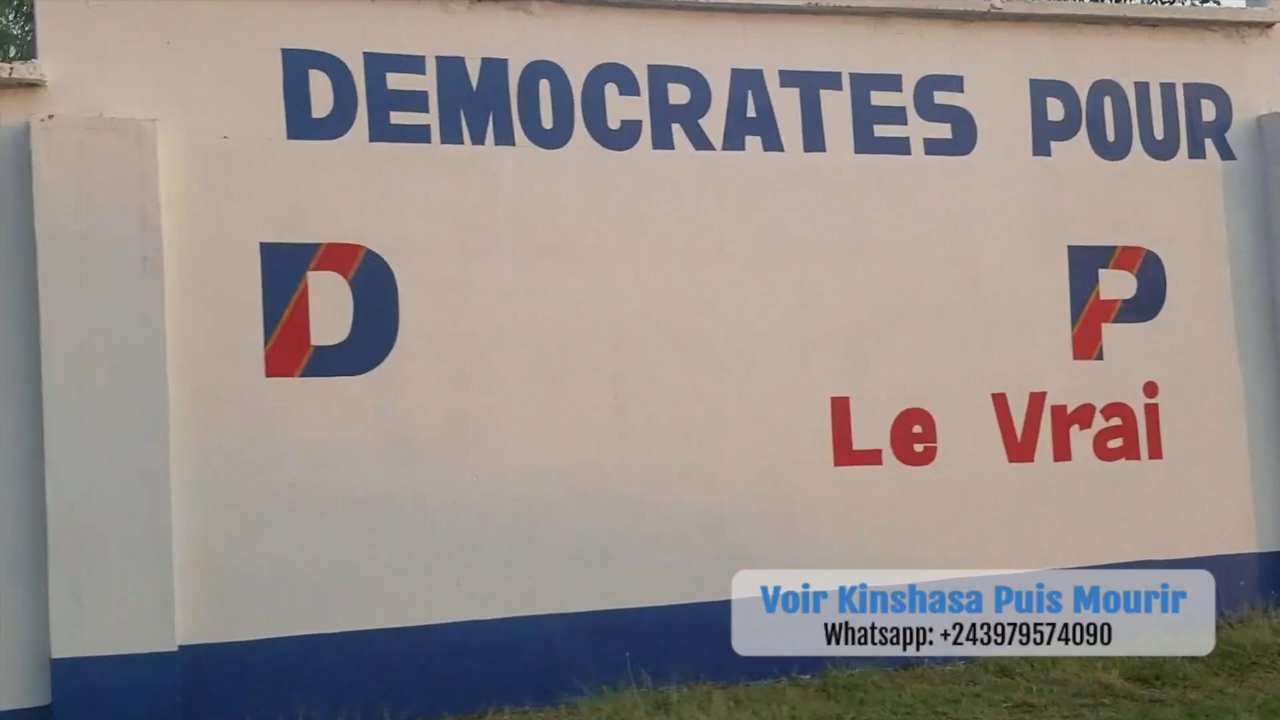 DEMOCRATES POUR
D P
Le Vrai
Voir Kinshasa Puis Mourir
Whatsapp: +243979574090